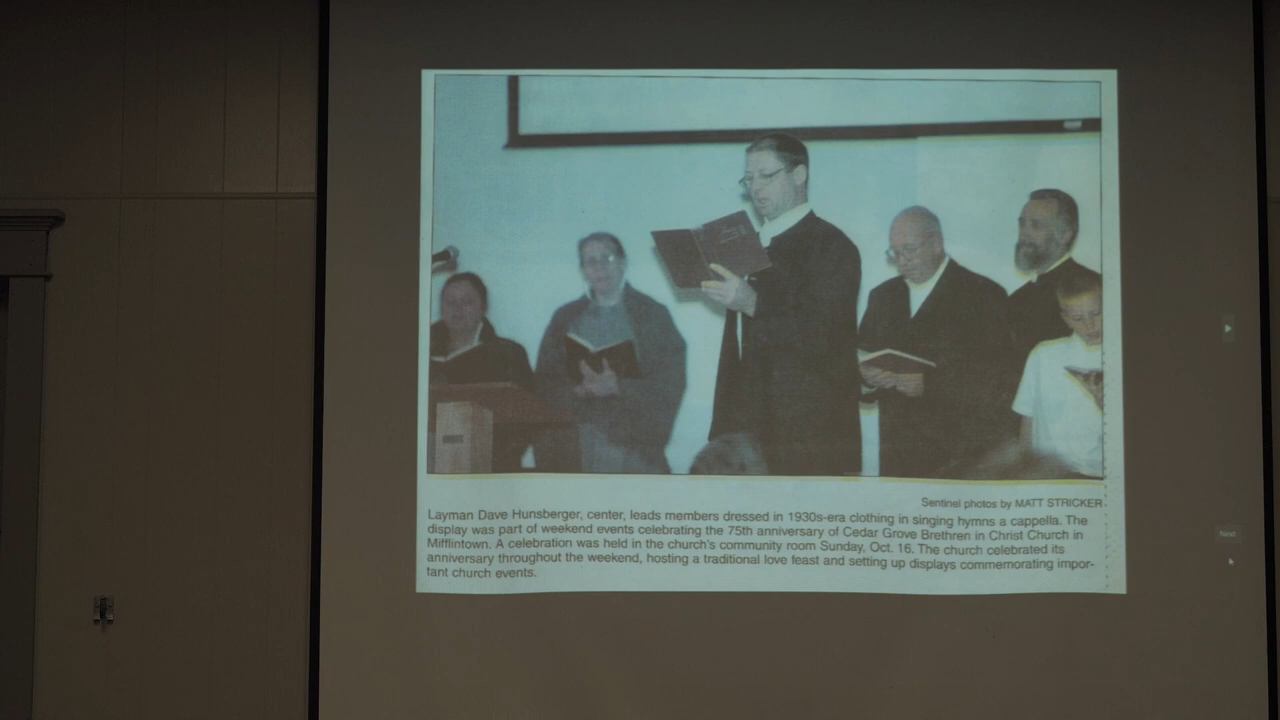 Sentinel photos by MATT STRICKER
Layman Dave Hunsberger, center, leads members dressed in 1930s-era clothing in singing hymns a cappella. The
display was part of weekend events celebrating the 75th anniversary of Cedar Grove Brethren in Christ Church in
Mifflintown. A celebration was held in the church's community room Sunday, Oct. 16. The church celebrated its
anniversary throughout the weekend, hosting a traditional love feast and setting up displays commemorating impor-
tant church events.
Next